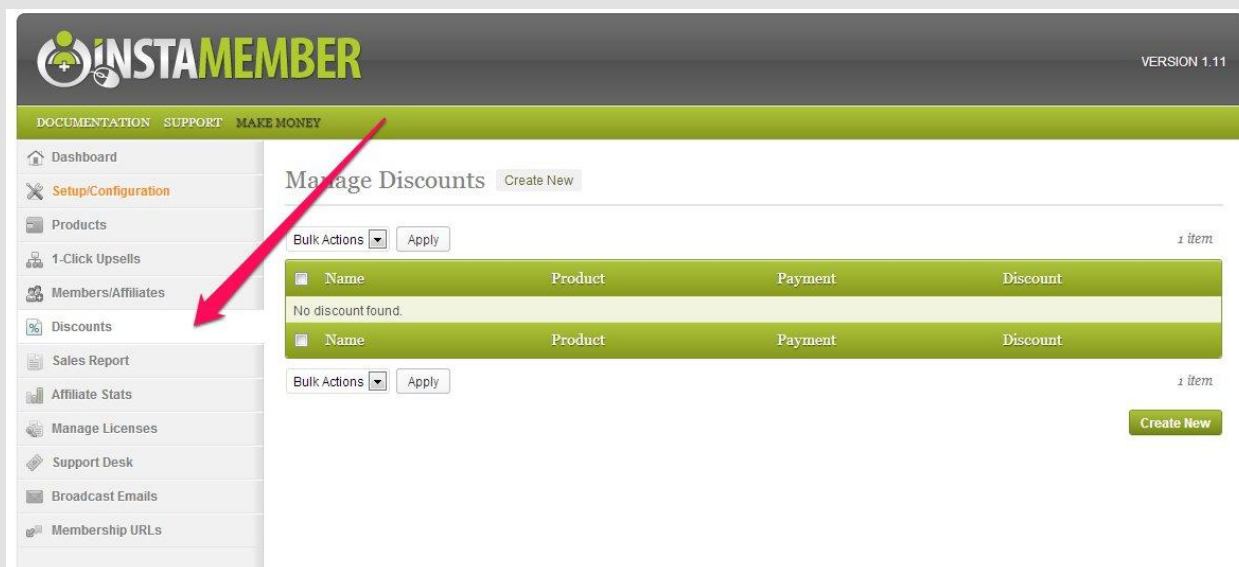 INSTAMEMBER
VERSION 1.11
DOCUMENTATION SUPPORT MAKE MONEY
Dashboard
Setup/Configuration
Products
1-Click Upsells
Members/Affiliates
Discounts
Sales Report
Affiliate Stats
Manage Licenses
Support Desk
Broadcast Emails
Membership URLs
Manage Discounts Create New
Bulk Actions Apply 1 item
Name Product Payment Discount
No discount found.
Name Product Payment Discount
Bulk Actions Apply 1 item
Create New